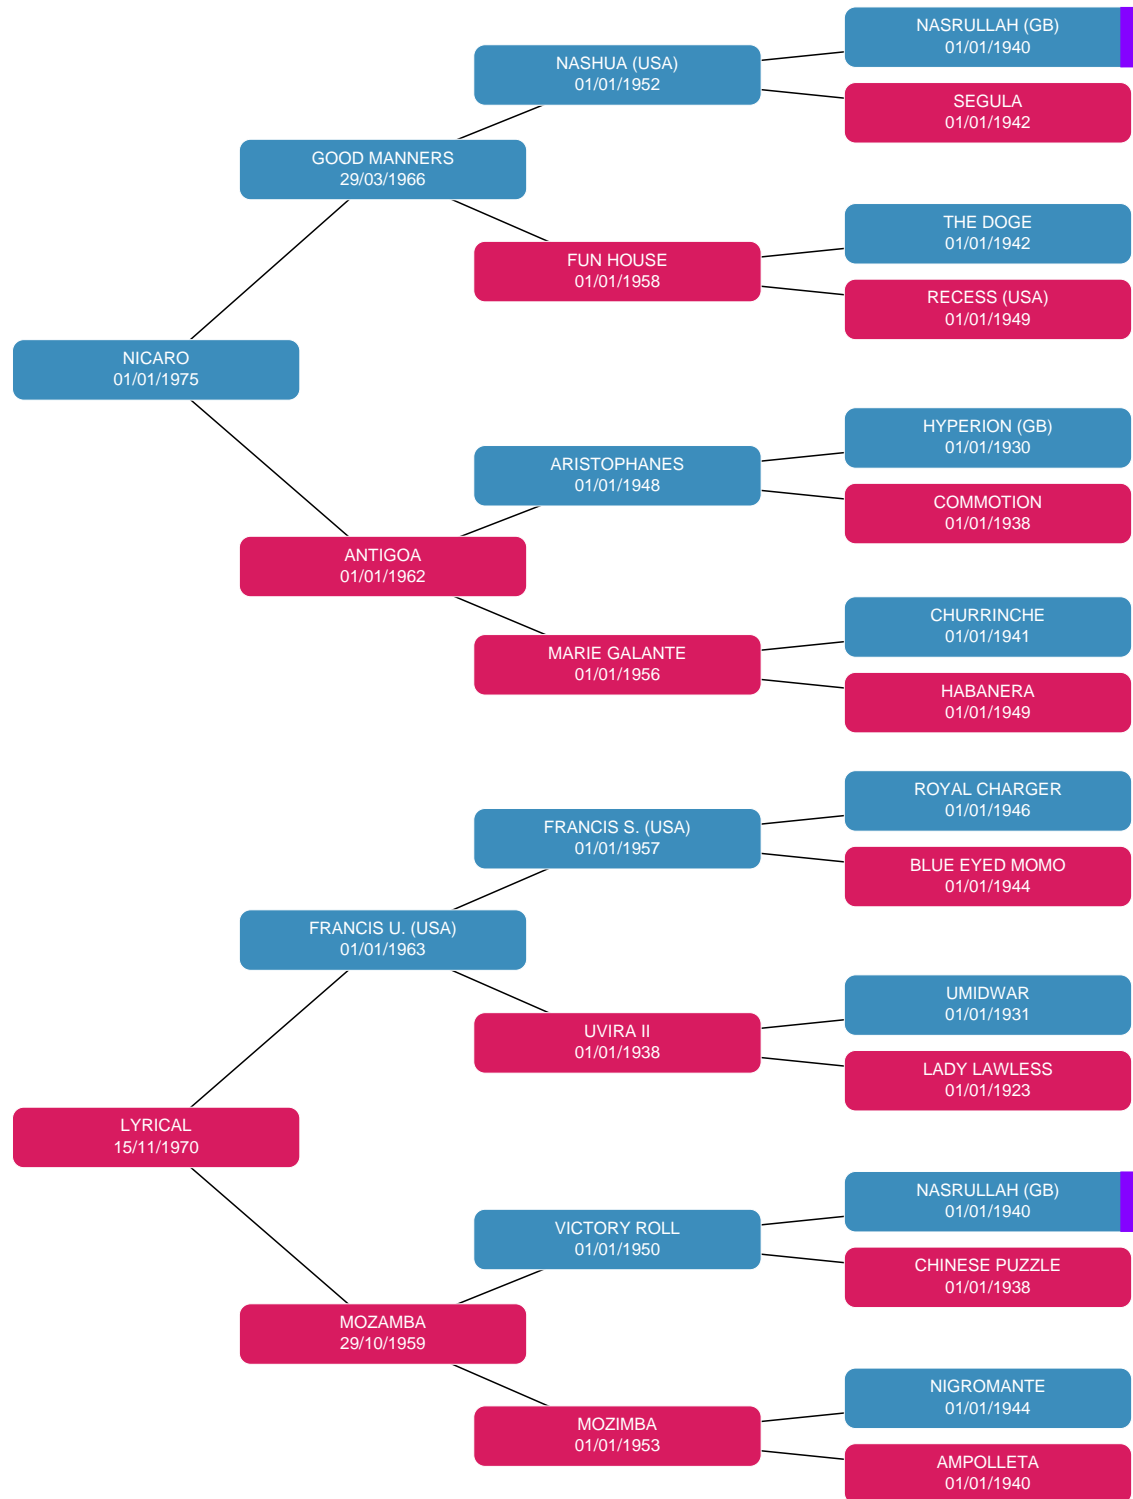 NASRULLAH (GB)
01/01/1940
NASHUA (USA)
01/01/1952
SEGULA
01/01/1942
GOOD MANNERS
29/03/1966
THE DOGE
01/01/1942
FUN HOUSE
01/01/1958
RECESS (USA)
01/01/1949
NICARO
01/01/1975
HYPERION (GB)
01/01/1930
ARISTOPHANES
01/01/1948
COMMOTION
01/01/1938
ANTIGOA
01/01/1962
CHURRINCHE
01/01/1941
MARIE GALANTE
01/01/1956
HABANERA
01/01/1949
ROYAL CHARGER
01/01/1946
FRANCIS S. (USA)
01/01/1957
BLUE EYED MOMO
01/01/1944
FRANCIS U. (USA)
01/01/1963
UMIDWAR
01/01/1931
UVIRA II
01/01/1938
LADY LAWLESS
01/01/1923
LYRICAL
15/11/1970
NASRULLAH (GB)
01/01/1940
VICTORY ROLL
01/01/1950
CHINESE PUZZLE
01/01/1938
MOZAMBA
29/10/1959
NIGROMANTE
01/01/1944
MOZIMBA
01/01/1953
AMPOLLETA
01/01/1940